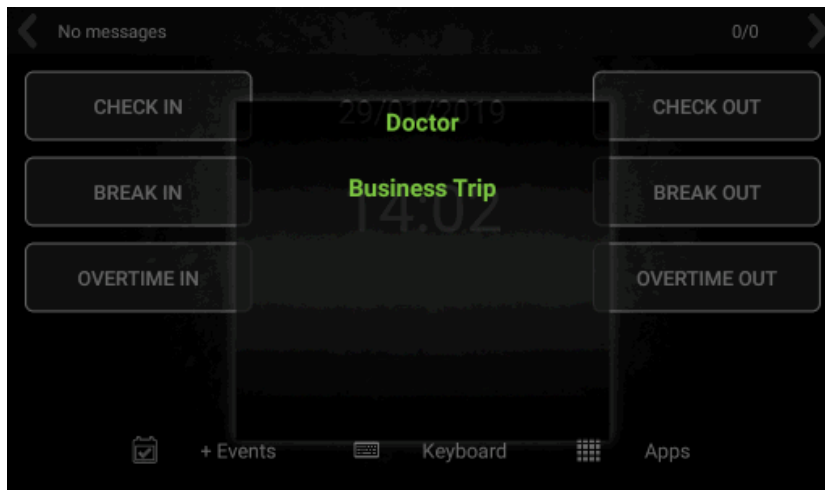 No messages 0/0
CHECK IN 29/01/2019 CHECK OUT
Doctor
BREAK IN Business Trip BREAK OUT
14:02
OVERTIME IN OVERTIME OUT
+ Events Keyboard Apps